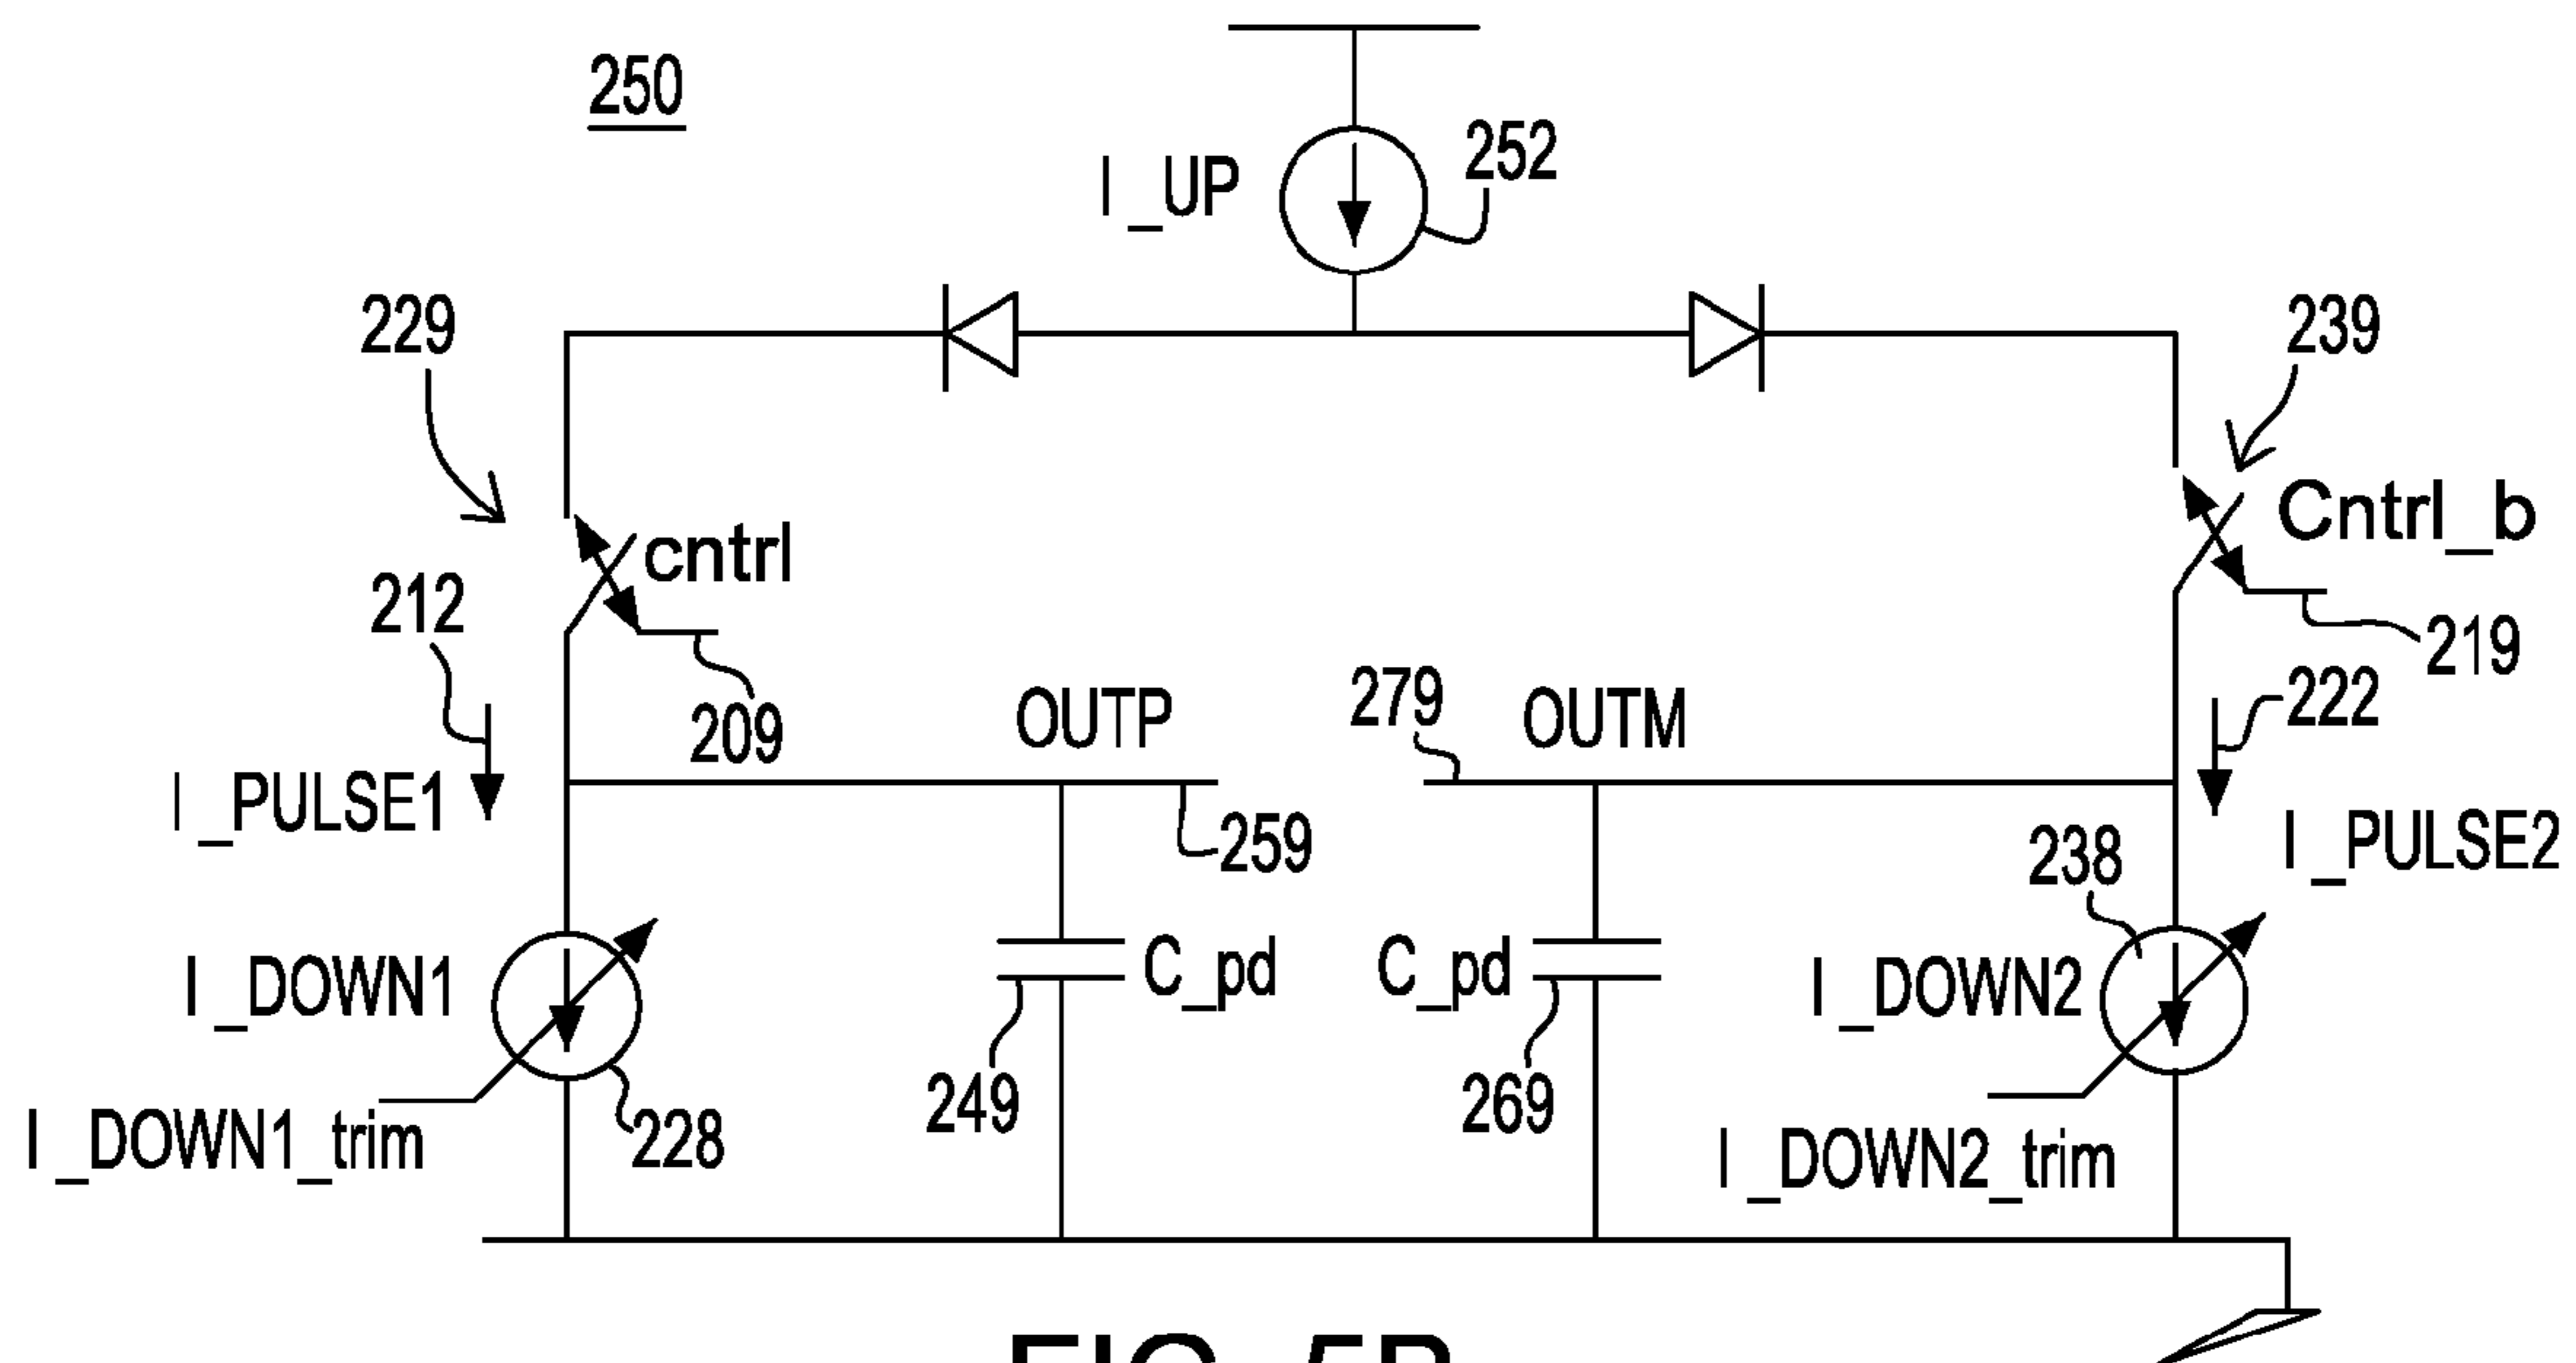 250
I_UP
252
229
239
cntrl
Cntrl_b
212
209
219
OUTP
279
OUTM
222
I_PULSE1
259
238
I_PULSE2
I_DOWN1
C_pd
C_pd
I_DOWN2
249
269
I_DOWN1_trim
228
I_DOWN2_trim